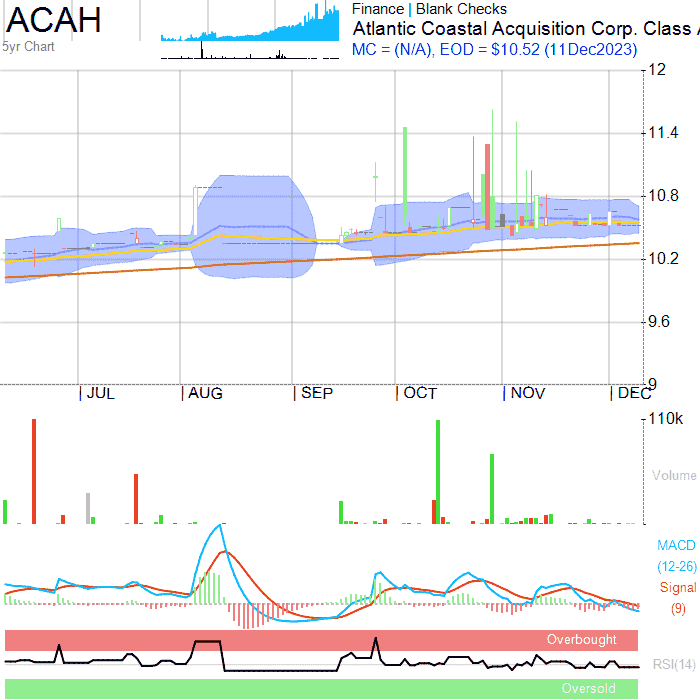 ACAH
5yr Chart
Finance | Blank Checks
Atlantic Coastal Acquisition Corp. Class A
MC = (N/A), EOD = $10.52 (11Dec2023)
12
11.4
10.8
10.2
9.6
9
JUL
AUG
SEP
OCT
NOV
DEC
110k
Volume
MACD
(12-26)
Signal
(9)
Overbought
RSI(14)
Oversold